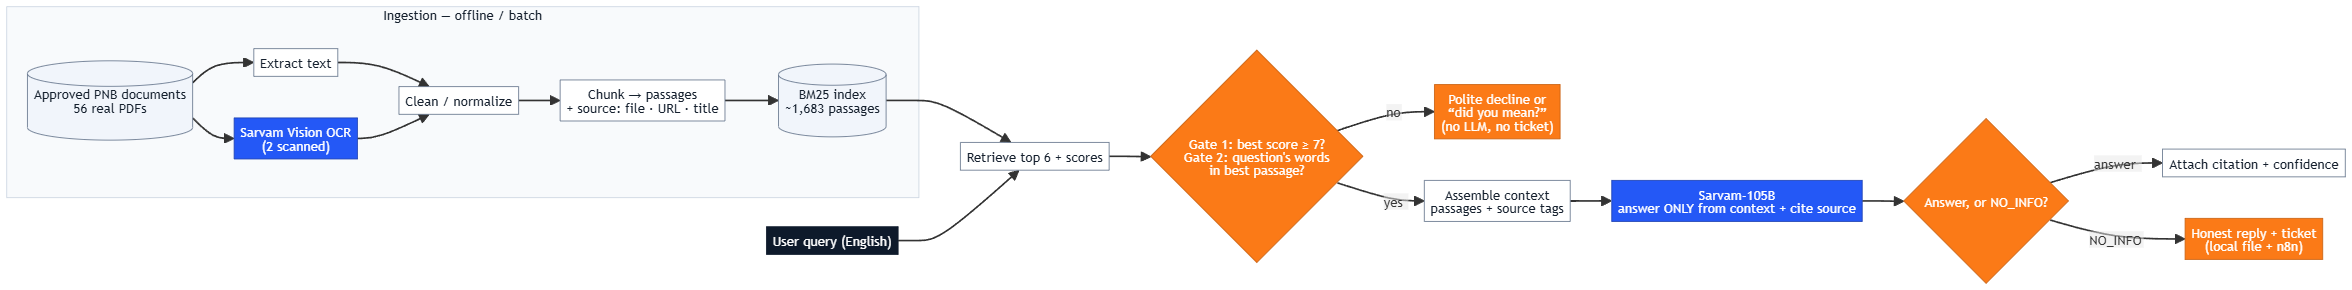 Ingestion — offline / batch
Approved PNB documents
56 real PDFs
Extract text
Sarvam Vision OCR
(2 scanned)
Clean / normalize
Chunk → passages
+ source: file · URL · title
BM25 index
~1,683 passages
User query (English)
Retrieve top 6 + scores
Gate 1: best score ≥ 7?
Gate 2: question's words
in best passage?
no
Polite decline or
“did you mean?”
(no LLM, no ticket)
yes
Assemble context
passages + source tags
Sarvam-105B
answer ONLY from context + cite source
Answer, or NO_INFO?
answer
Attach citation + confidence
NO_INFO
Honest reply + ticket
(local file + n8n)